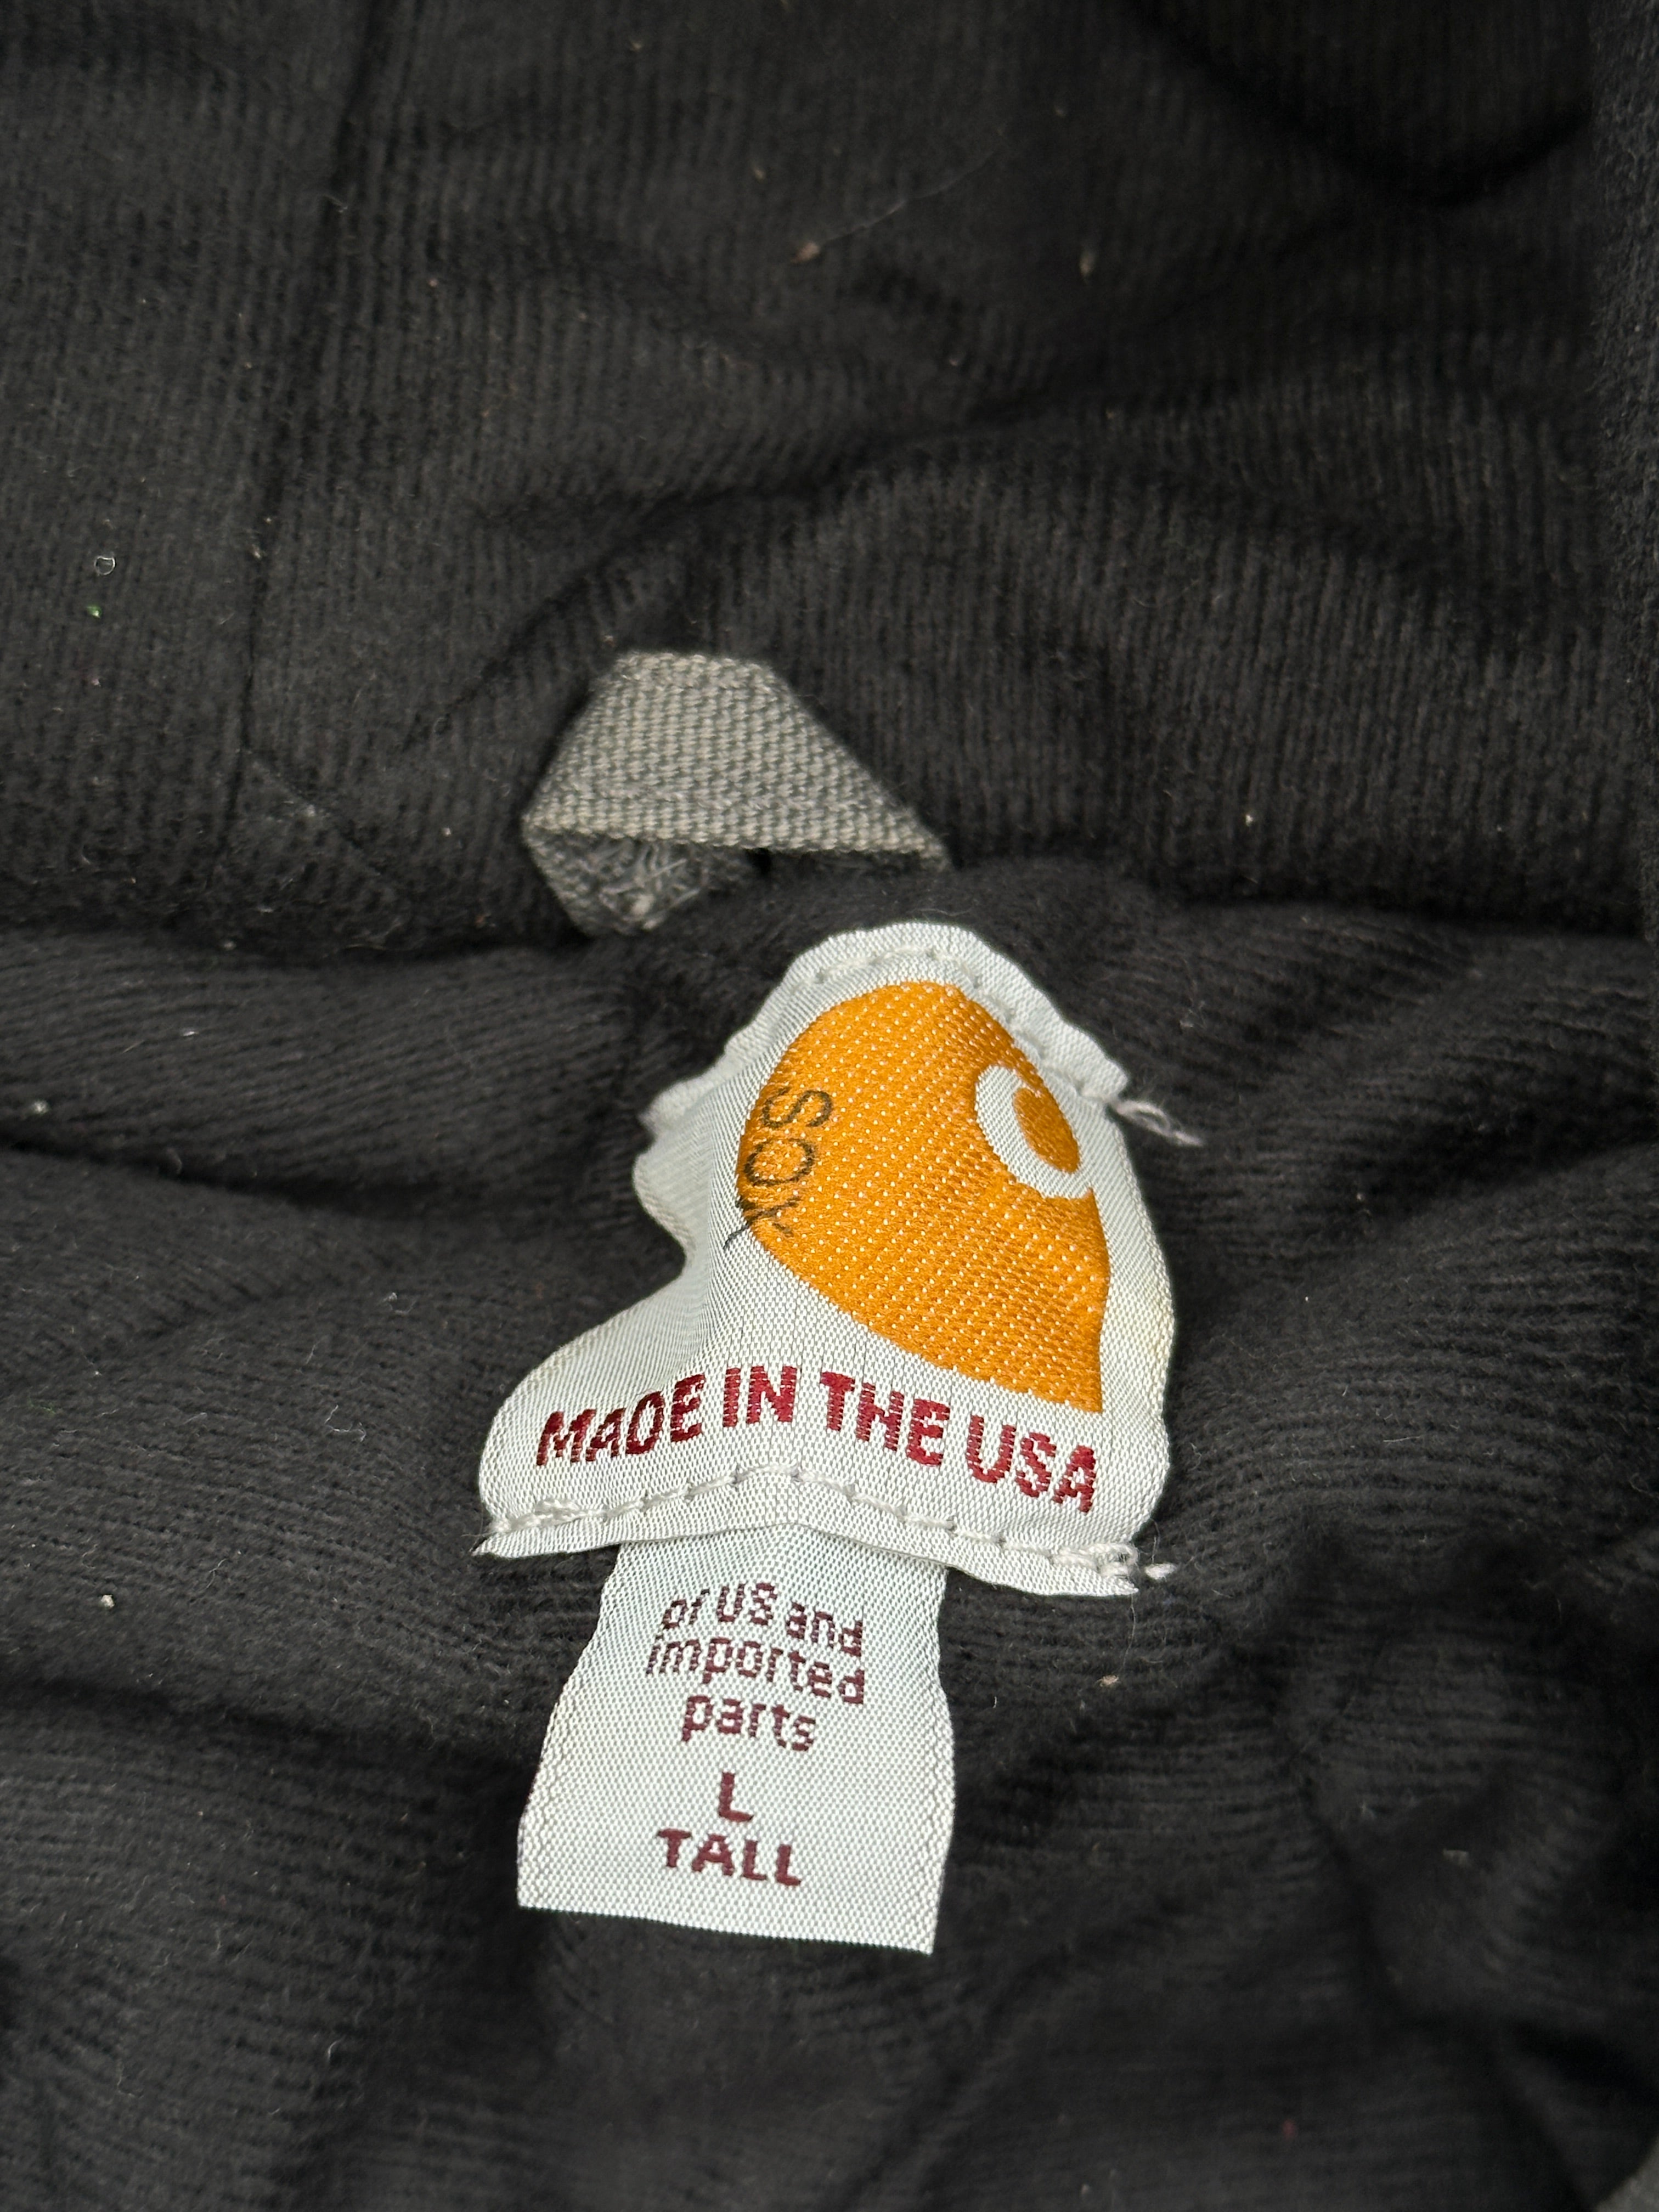 SOX
MADE IN THE USA
of US and
imported
parts
L
TALL